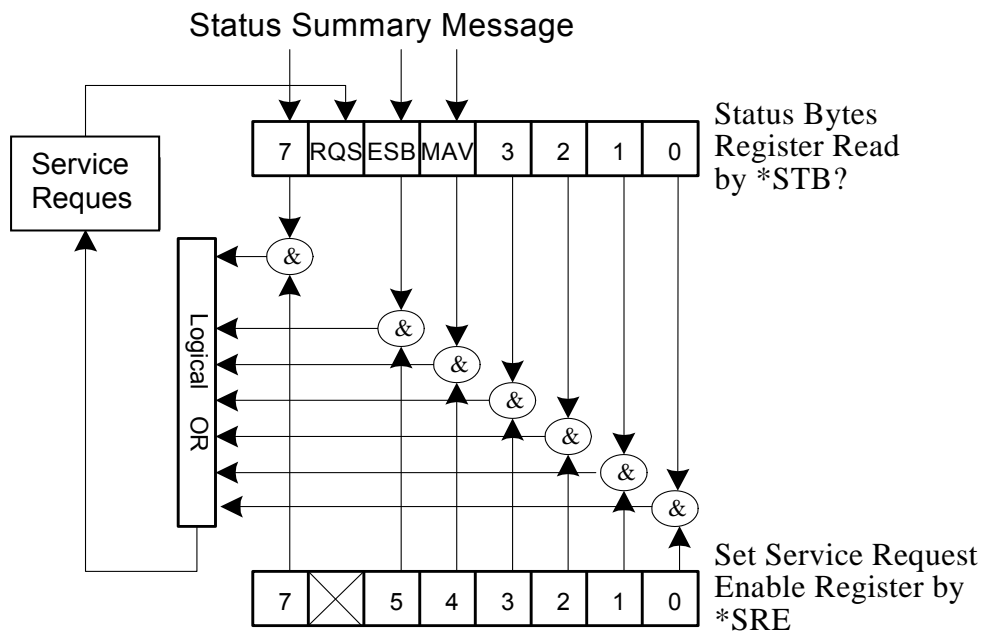 Status Summary Message
Service
Reques
7 RQS ESB MAV 3 2 1 0
Status Bytes
Register Read
by *STB?
&
&
&
&
&
&
&
Logical OR
7 5 4 3 2 1 0
Set Service Request
Enable Register by
*SRE